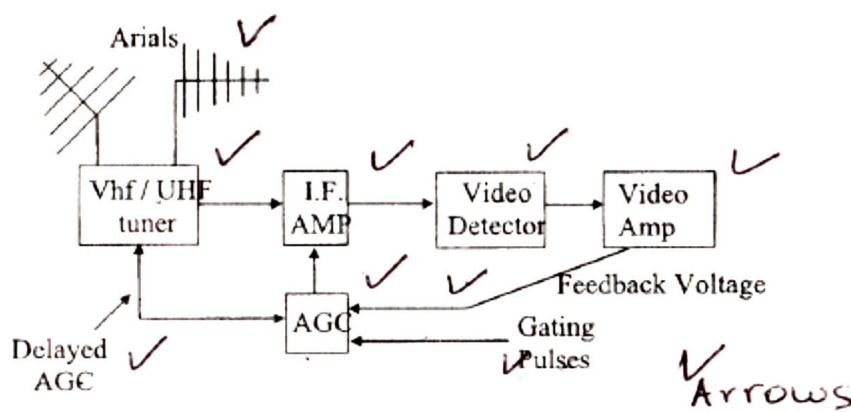 Arials
Vhf / UHF
tuner
I.F.
AMP
Video
Detector
Video
Amp
Feedback Voltage
AGC
Gating
Pulses
Delayed
AGC
Arrows